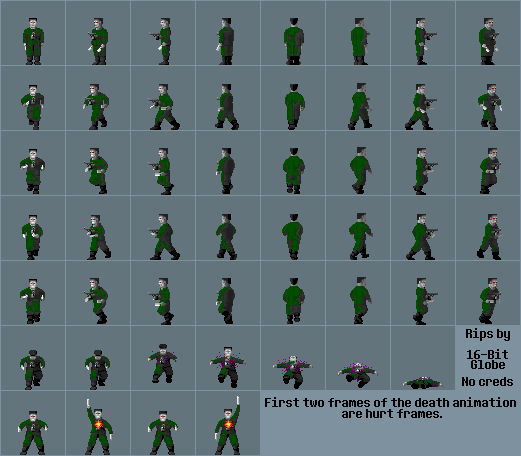 Rips by
16-Bit
Globe
No creds
First two frames of the death animation
are hurt frames.